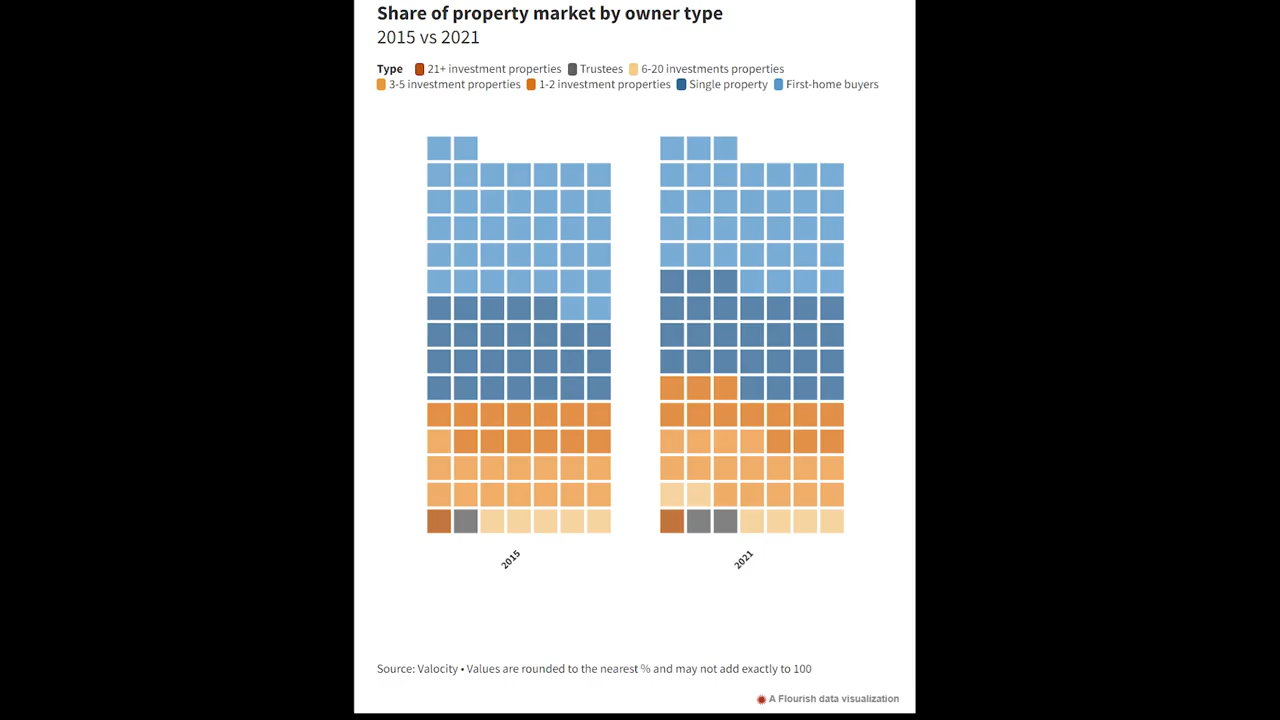 Share of property market by owner type
2015 vs 2021
Type 21+ investment properties Trustees 6-20 investments properties
3-5 investment properties 1-2 investment properties Single property First-home buyers
2015 2021
Source: Valocity • Values are rounded to the nearest % and may not add exactly to 100
A Flourish data visualization